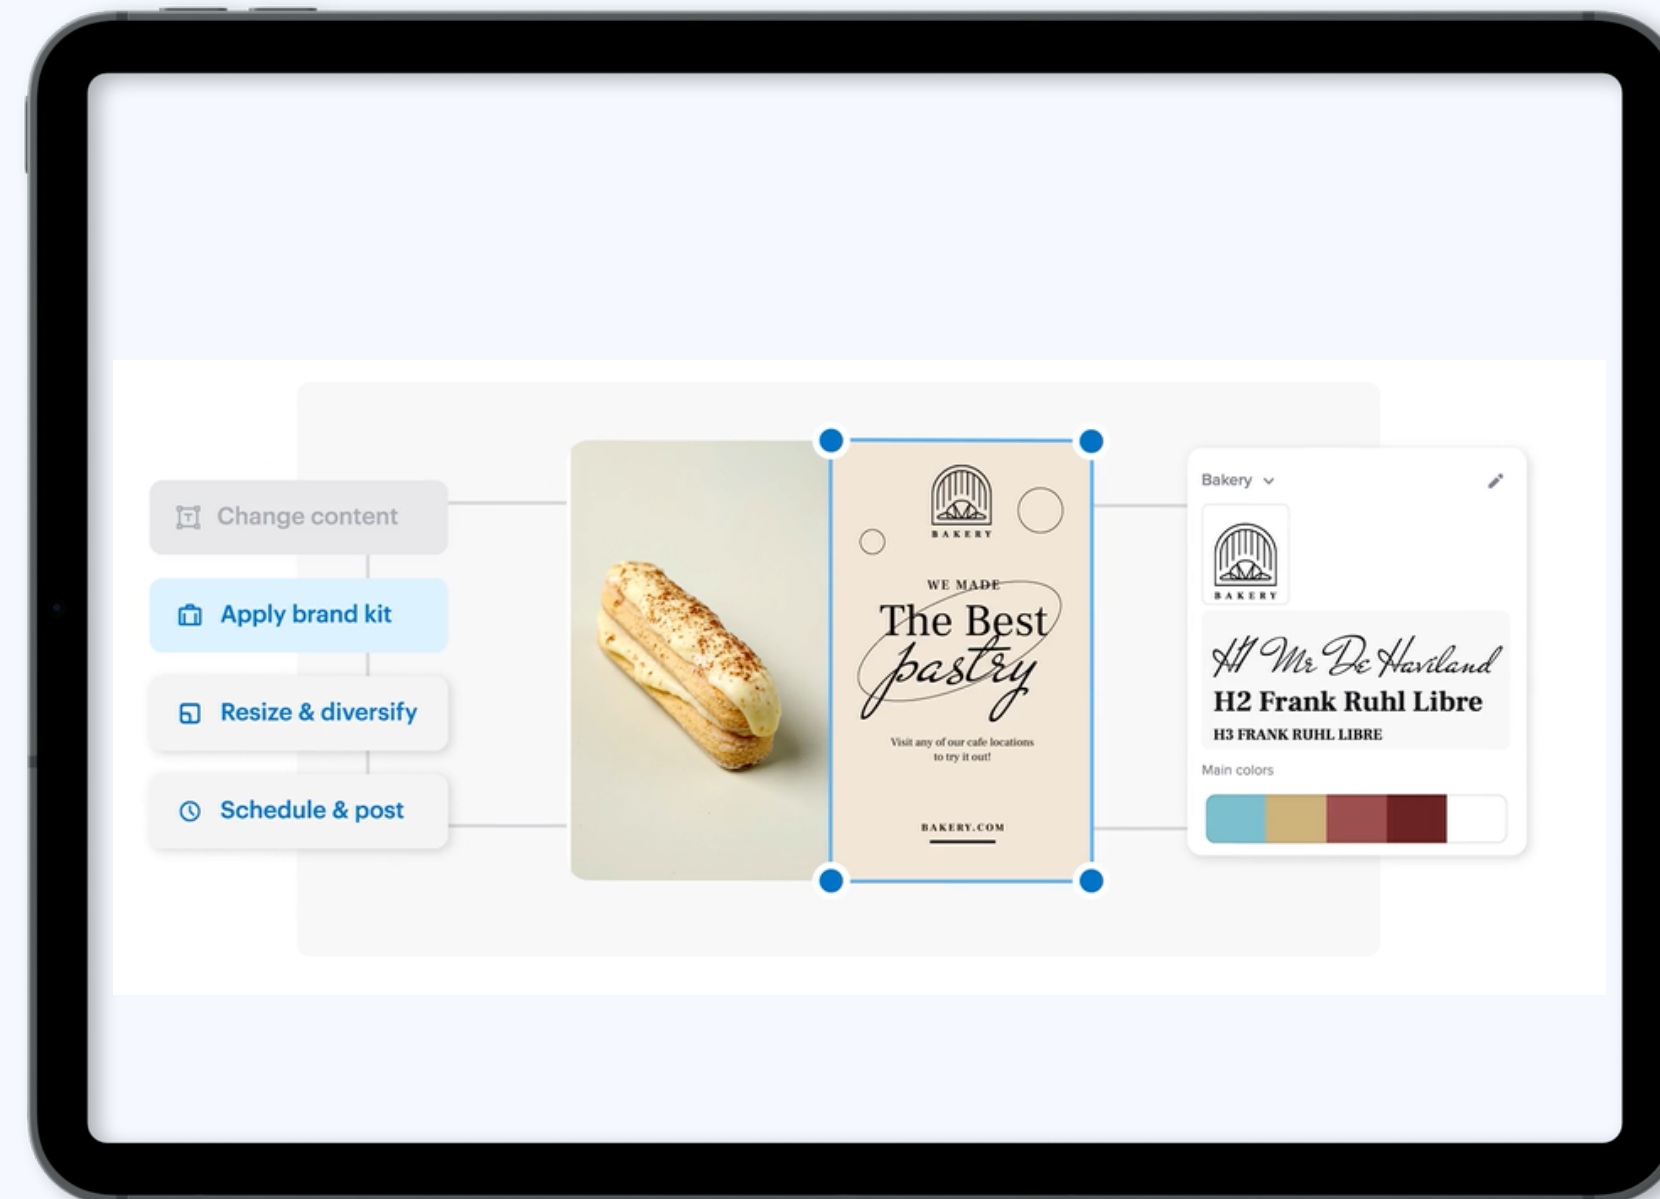 Change content
Apply brand kit
Resize & diversify
Schedule & post
BAKERY
WE MADE
The Best
pastry
Visit any of our cafe locations
to try it out!
BAKERY.COM
Bakery
BAKERY
H1 Mr De Haviland
H2 Frank Ruhl Libre
H3 FRANK RUHL LIBRE
Main colors